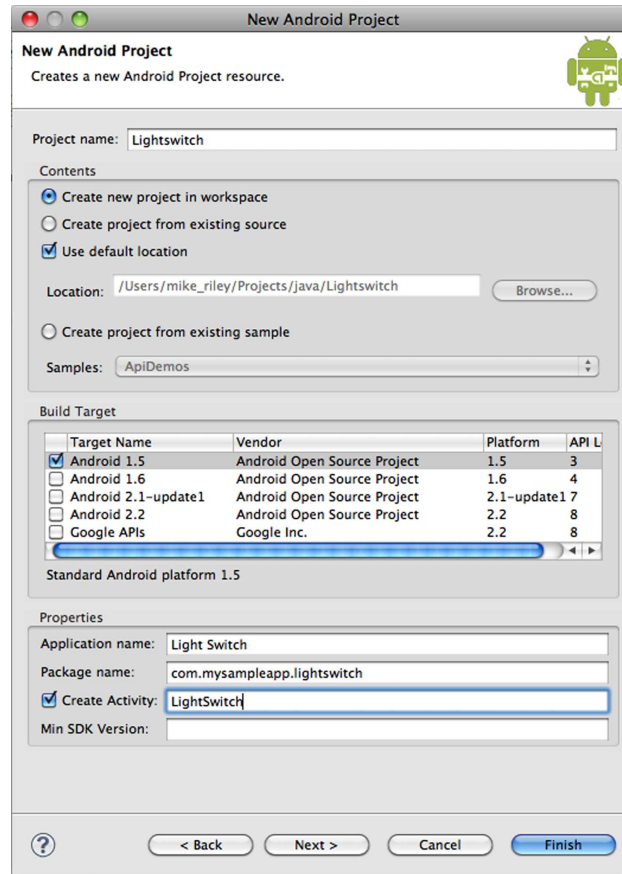 New Android Project
New Android Project
Creates a new Android Project resource.
Project name: Lightswitch
Contents
Create new project in workspace
Create project from existing source
Use default location
Location: /Users/mike_riley/Projects/java/Lightswitch Browse...
Create project from existing sample
Samples: ApiDemos
Build Target
Target Name Vendor Platform API L
Android 1.5 Android Open Source Project 1.5 3
Android 1.6 Android Open Source Project 1.6 4
Android 2.1-update1 Android Open Source Project 2.1-update1 7
Android 2.2 Android Open Source Project 2.2 8
Google APIs Google Inc. 2.2 8
Standard Android platform 1.5
Properties
Application name: Light Switch
Package name: com.mysampleapp.lightswitch
Create Activity: LightSwitch
Min SDK Version:
? < Back Next > Cancel Finish